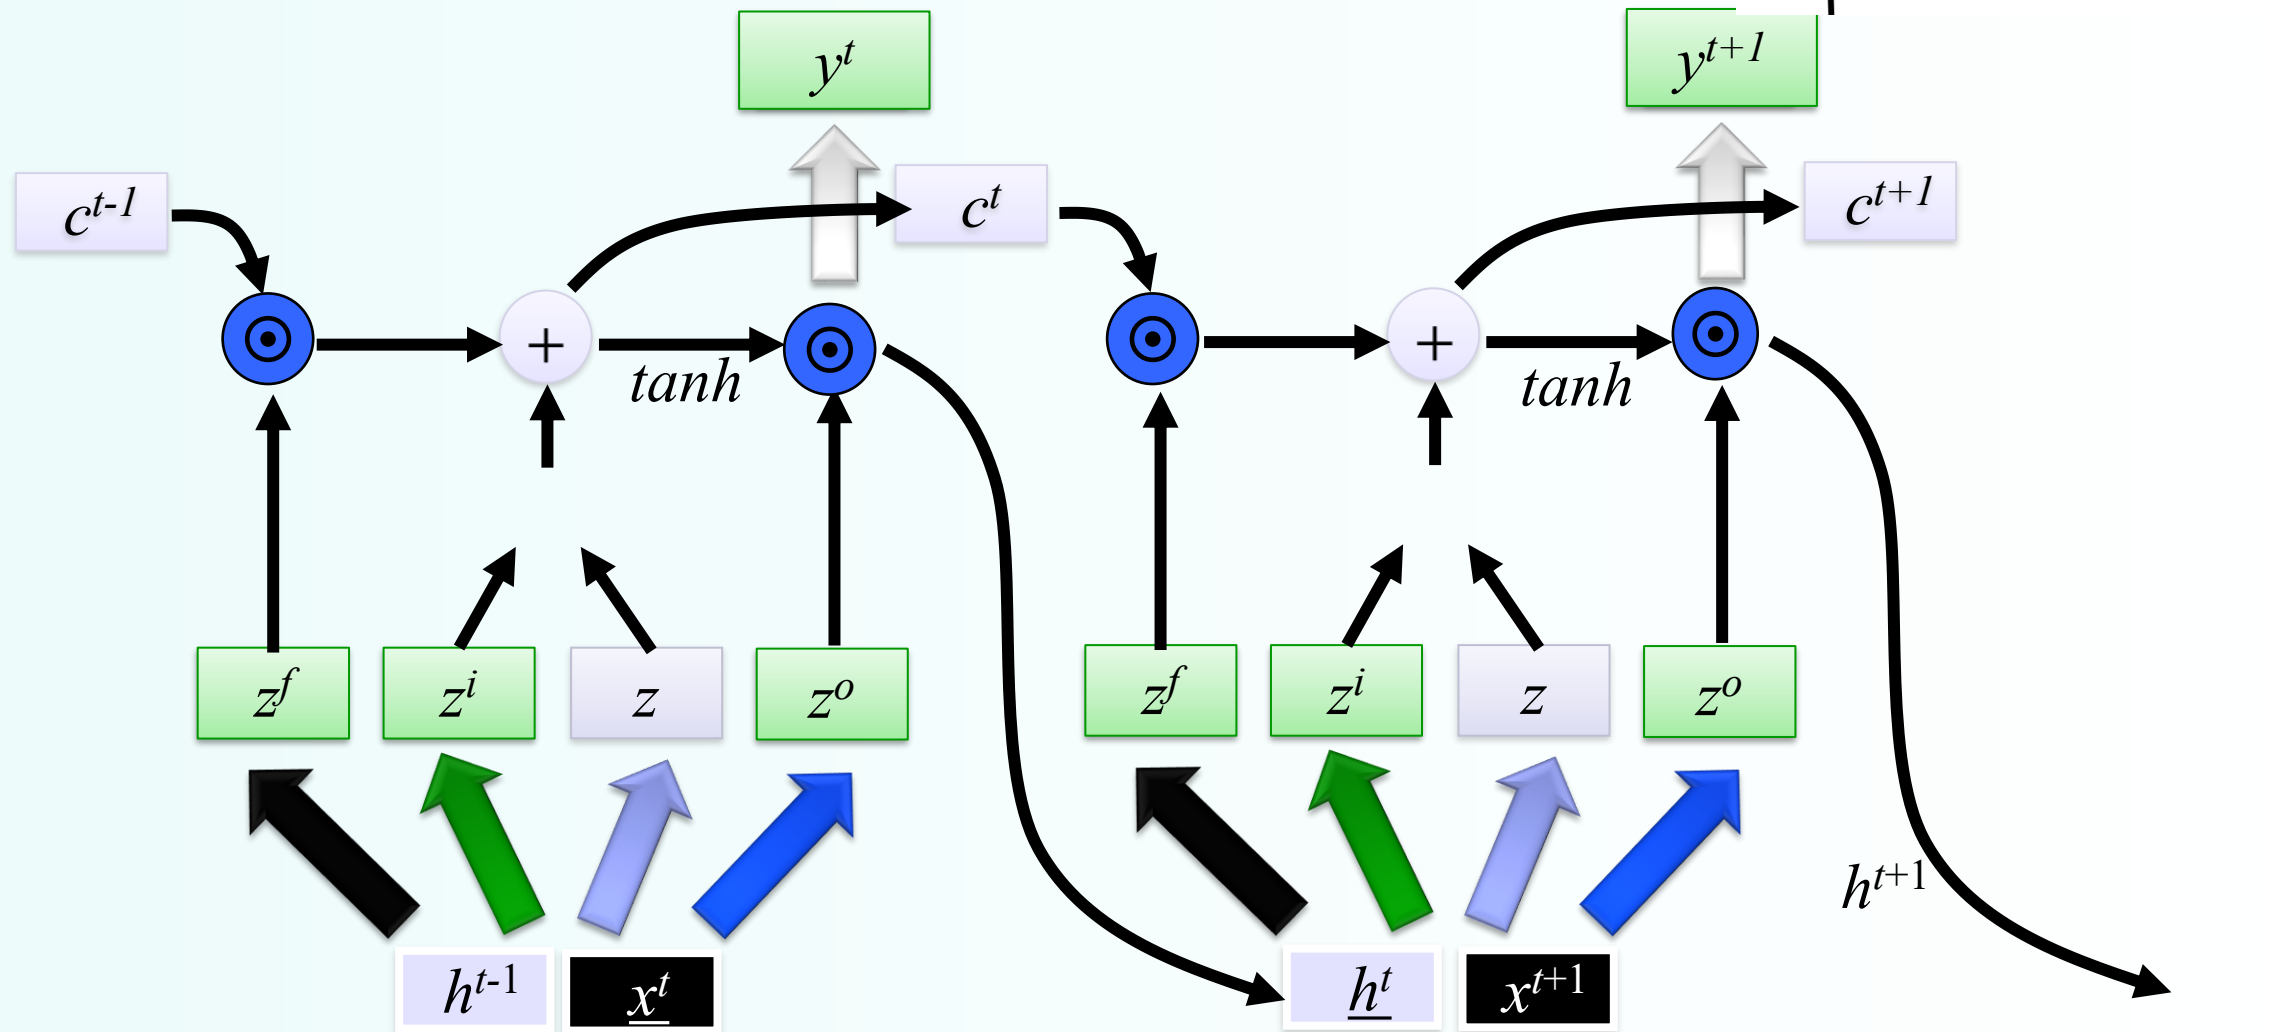 y^t
y^{t+1}
c^{t-1}
c^t
c^{t+1}
+
+
tanh
tanh
z^f
z^i
z
z^o
z^f
z^i
z
z^o
h^{t+1}
h^{t-1}
x^t
h^t
x^{t+1}